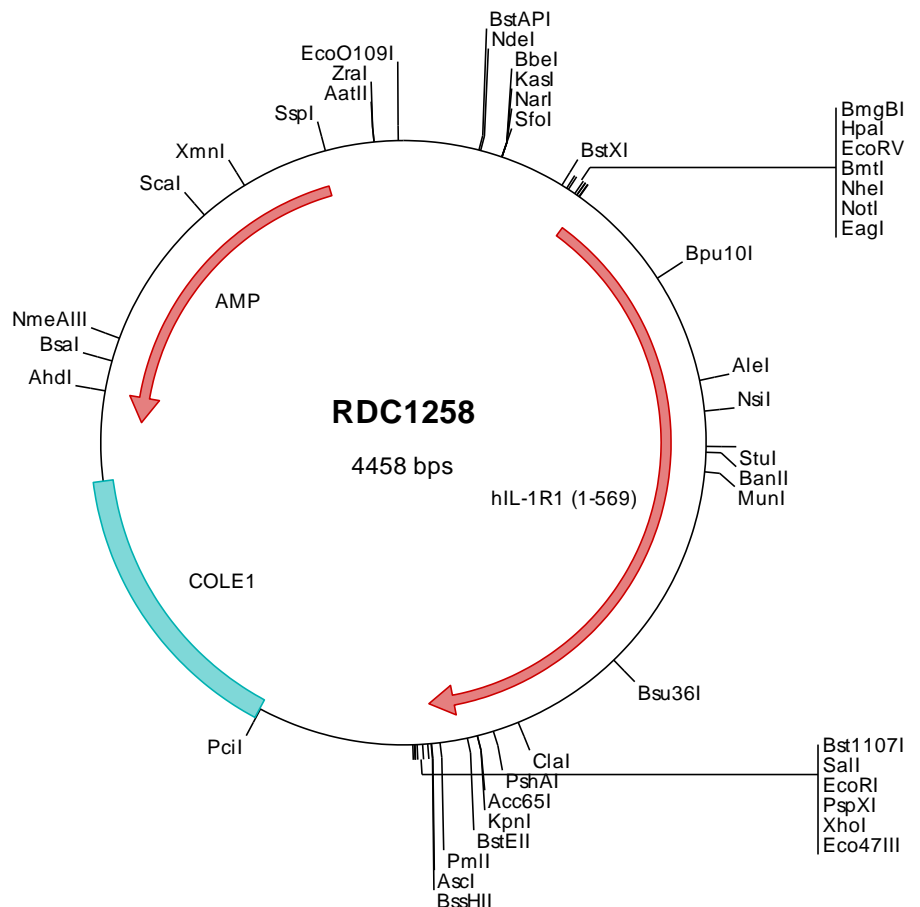 BstAPI
NdeI
BbeI
KasI
NarI
SfoI
EcoO109I
ZraI
AatII
SspI
XmnI
ScaI
NmeAIII
BsaI
AhdI
BstXI
BmgBI
HpaI
EcoRV
BmtI
NheI
NotI
EagI
Bpu10I
AleI
NsiI
StuI
BanII
MunI
AMP
RDC1258
4458 bps
hIL-1R1 (1-569)
COLE1
Bsu36I
PciI
ClaI
PshAI
Acc65I
KpnI
BstEII
PmlI
AscI
BssHII
Bst1107I
SalI
EcoRI
PspXI
XhoI
Eco47III